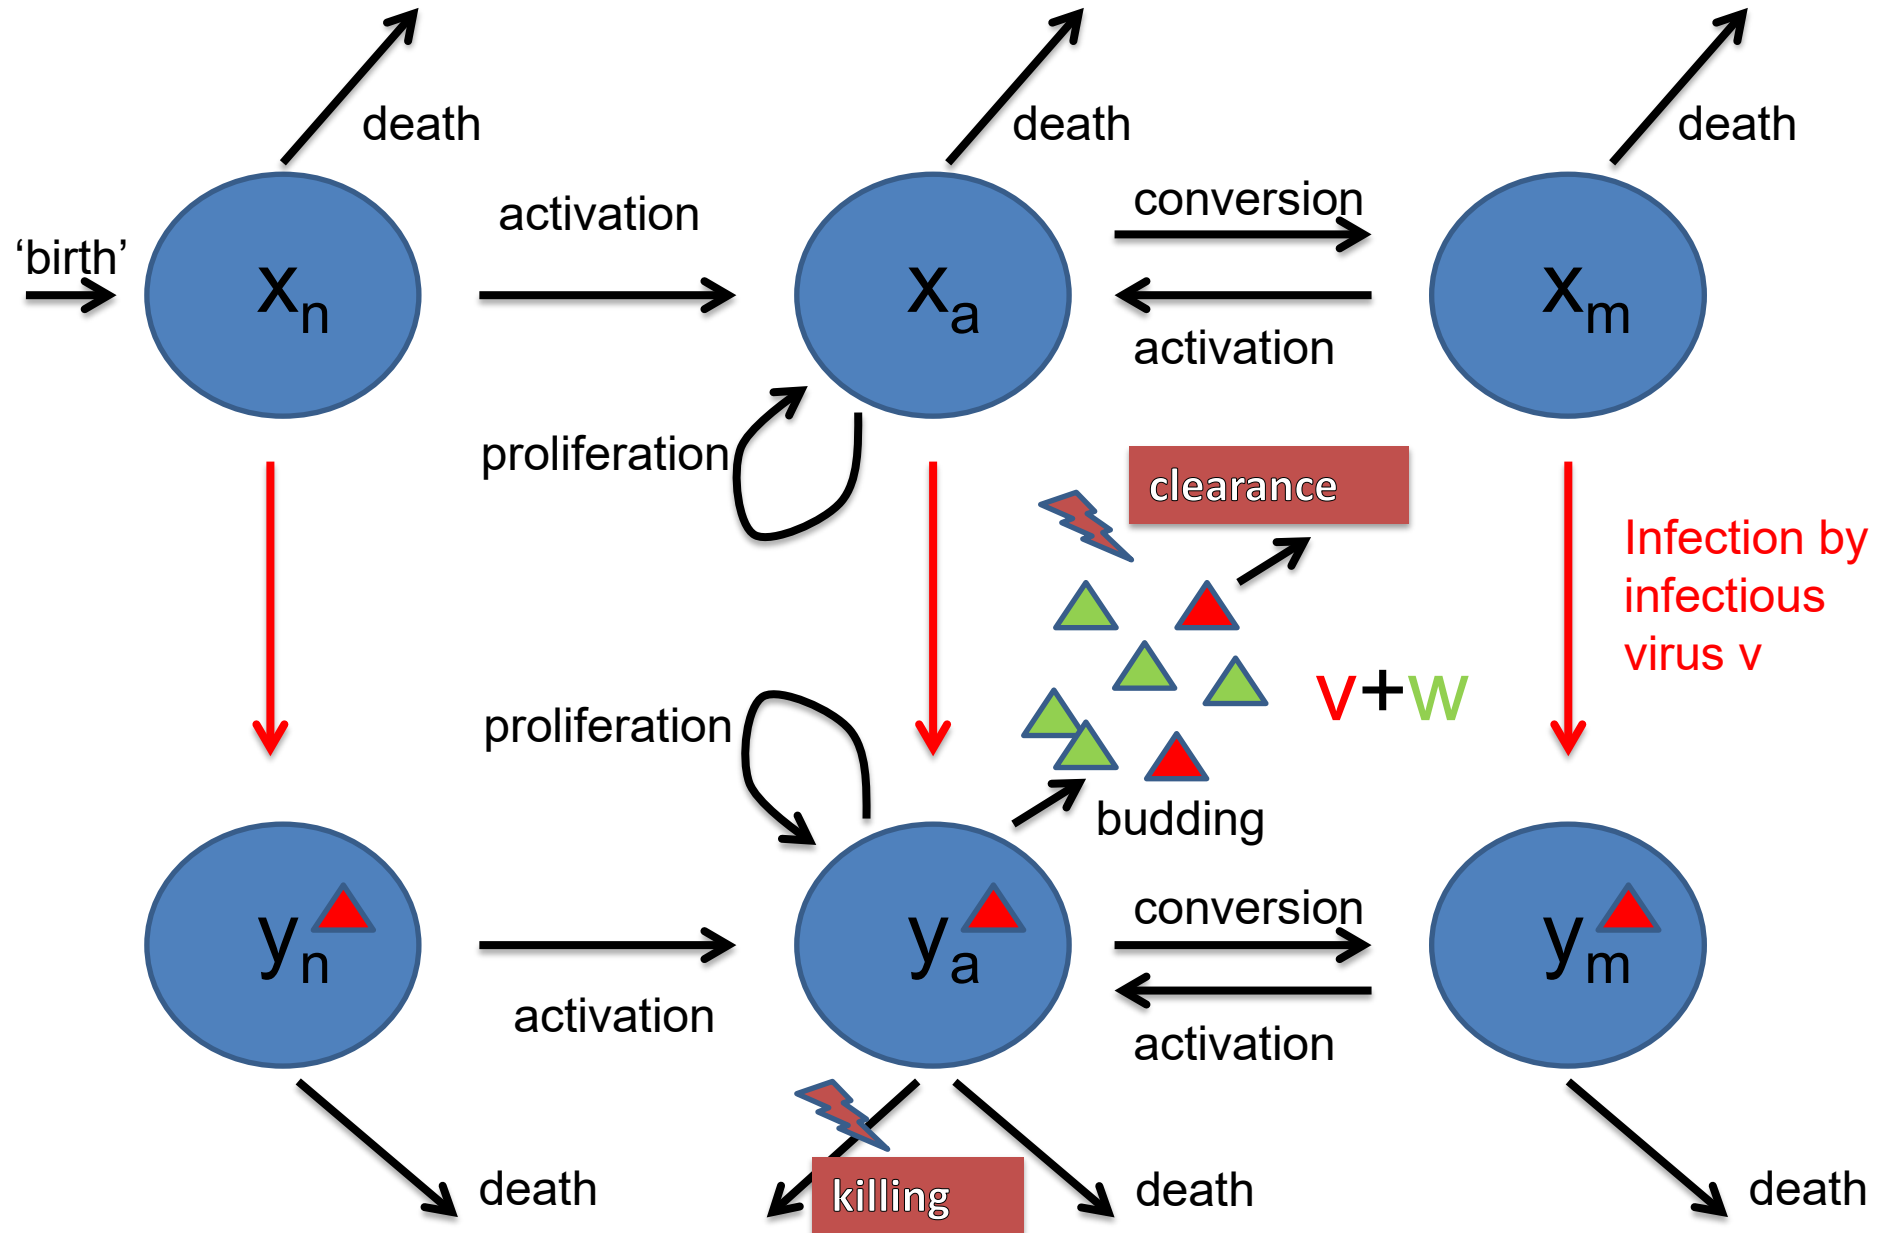 death
death
death
activation
conversion
‘birth’
xₙ
xₐ
xₘ
activation
proliferation
clearance
Infection by
infectious
virus v
v+w
proliferation
budding
yₙ
yₐ
yₘ
conversion
activation
activation
death
killing
death
death